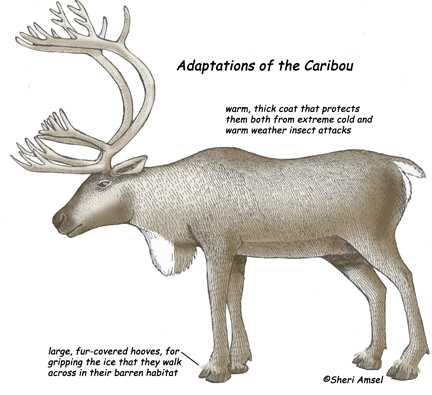 Adaptations of the Caribou
warm, thick coat that protects
them both from extreme cold and
warm weather insect attacks
large, fur-covered hooves, for
gripping the ice that they walk
across in their barren habitat
©Sheri Amsel